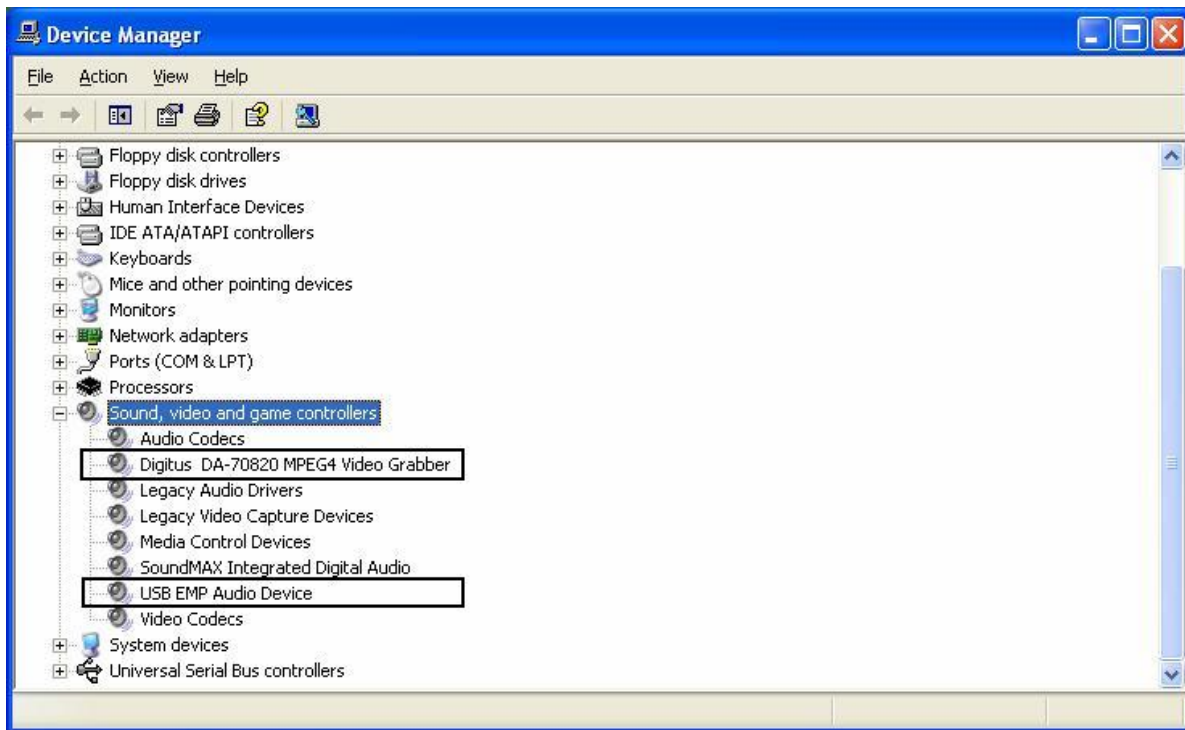 Device Manager
File Action View Help
Floppy disk controllers
Floppy disk drives
Human Interface Devices
IDE ATA/ATAPI controllers
Keyboards
Mice and other pointing devices
Monitors
Network adapters
Ports (COM & LPT)
Processors
Sound, video and game controllers
Audio Codecs
Digitus DA-70820 MPEG4 Video Grabber
Legacy Audio Drivers
Legacy Video Capture Devices
Media Control Devices
SoundMAX Integrated Digital Audio
USB EMP Audio Device
Video Codecs
System devices
Universal Serial Bus controllers